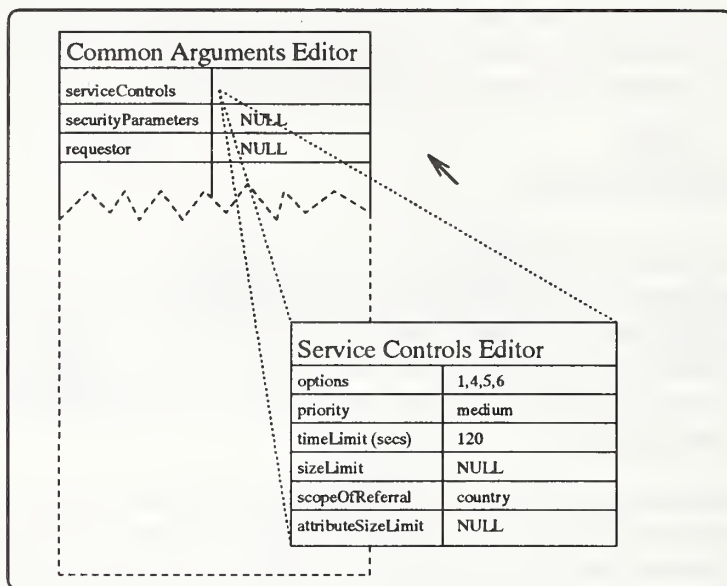 Common Arguments Editor
serviceControls
securityParameters NULL
requestor NULL
Service Controls Editor
options 1,4,5,6
priority medium
timeLimit (secs) 120
sizeLimit NULL
scopeOfReferral country
attributeSizeLimit NULL